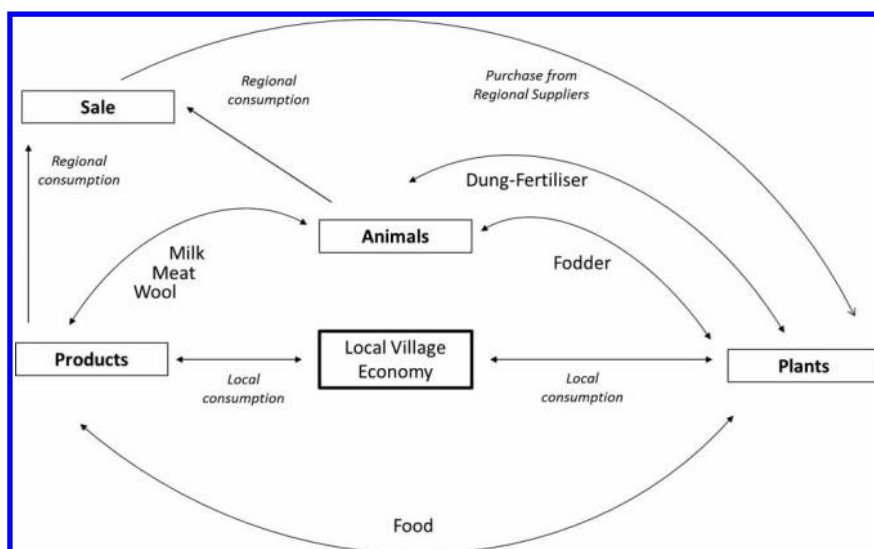 Regional
consumption
Purchase from
Regional Suppliers
Sale
Regional
consumption
Dung-Fertiliser
Animals
Milk
Meat
Wool
Fodder
Products
Local Village
Economy
Plants
Local
consumption
Local
consumption
Food